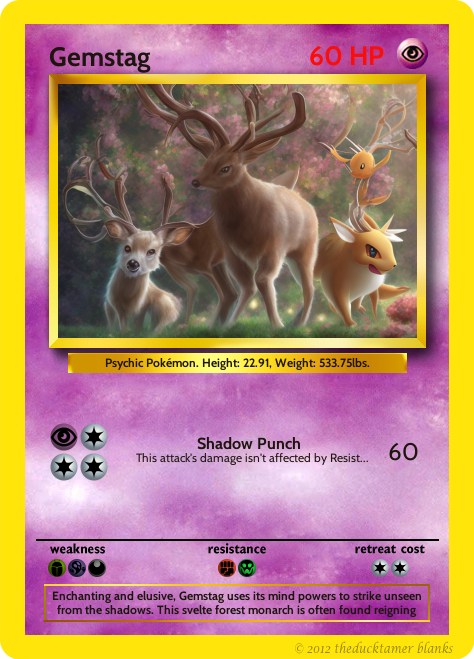 Gemstag 60 HP
Psychic Pokémon. Height: 22.91, Weight: 533.75lbs.
Shadow Punch
This attack's damage isn't affected by Resist... 60
weakness resistance retreat cost
Enchanting and elusive, Gemstag uses its mind powers to strike unseen
from the shadows. This svelte forest monarch is often found reigning
© 2012 theducktamer blanks